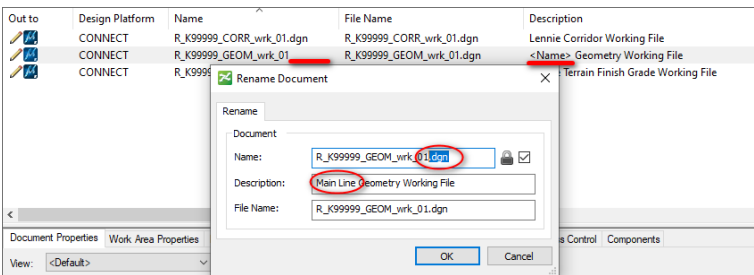 Out to Design Platform Name File Name Description
CONNECT R_K99999_CORR_wrk_01.dgn R_K99999_CORR_wrk_01.dgn Lennie Corridor Working File
CONNECT R_K99999_GEOM_wrk_01 R_K99999_GEOM_wrk_01.dgn <Name> Geometry Working File
CONNECT R_K9999 Terrain Finish Grade Working File
Rename Document
Rename
Document
Name: R_K99999_GEOM_wrk_01.dgn
Description: Main Line Geometry Working File
File Name: R_K99999_GEOM_wrk_01.dgn
OK Cancel
Document Properties Work Area Properties s Control Components
View: <Default>